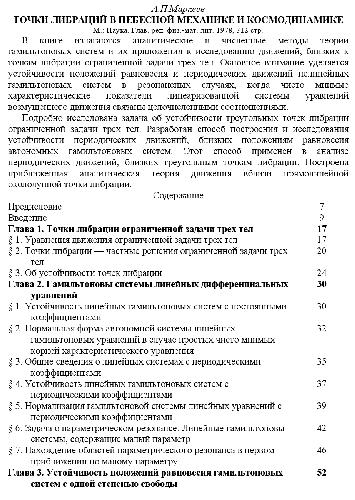 А.П.Маркеев
ТОЧКИ ЛИБРАЦИИ В НЕБЕСНОЙ МЕХАНИКЕ И КОСМОДИНАМИКЕ
М.: Наука. Глав. ред. физ.-мат. лит. 1978, 312 стр.
В книге излагаются аналитические и численные методы теории
гамильтоновых систем и их приложения к исследованию движений, близких к
точкам либрации ограниченной задачи трех тел. Основное внимание уделяется
устойчивости положений равновесия и периодических движений нелинейных
гамильтоновых систем в резонансных случаях, когда чисто мнимые
характеристические показатели линеаризованной системы уравнений
возмущенного движения связаны целочисленными соотношениями.
Подробно исследована задача об устойчивости треугольных точек либрации
ограниченной задачи трех тел. Разработан способ построения и исследования
устойчивости периодических движений, близких положениям равновесия
автономных гамильтоновых систем. Этот способ применен в анализе
периодических движений, близких треугольным точкам либрации. Построена
приближенная аналитическая теория движения вблизи прямолинейной
окололунной точки либрации.
Содержание
Предисловие 7
Введение 9
Глава 1. Точки либрации ограниченной задачи трех тел 17
§ 1. Уравнения движения ограниченной задачи трех тел 17
§ 2. Точки либрации — частные решения ограниченной задачи трех 20
тел
§ 3. Об устойчивости точек либрации 24
Глава 2. Гамильтоновы системы линейных дифференциальных 30
уравнений
§ 1. Устойчивость линейных гамильтоновых систем с постоянными 30
коэффициентами
§ 2. Нормальная форма автономной системы линейных 32
гамильтоновых уравнений в случае простых чисто мнимых
корней характеристического уравнения
§ 3. Общие сведения о линейных системах с периодическими 35
коэффициентами
§ 4. Устойчивость линейных гамильтоновых систем с 37
периодическими коэффициентами
§ 5. Нормализация гамильтоновой системы линейных уравнений с 39
периодическими коэффициентами
§ 6. Задача о параметрическом резонансе. Линейные гамильтоновы 42
системы, содержащие малый параметр
§ 7. Нахождение областей параметрического резонанса в первом 46
приближении по малому параметру
Глава 3. Устойчивость положений равновесия гамильтоновых 52
систем с одной степенью свободы